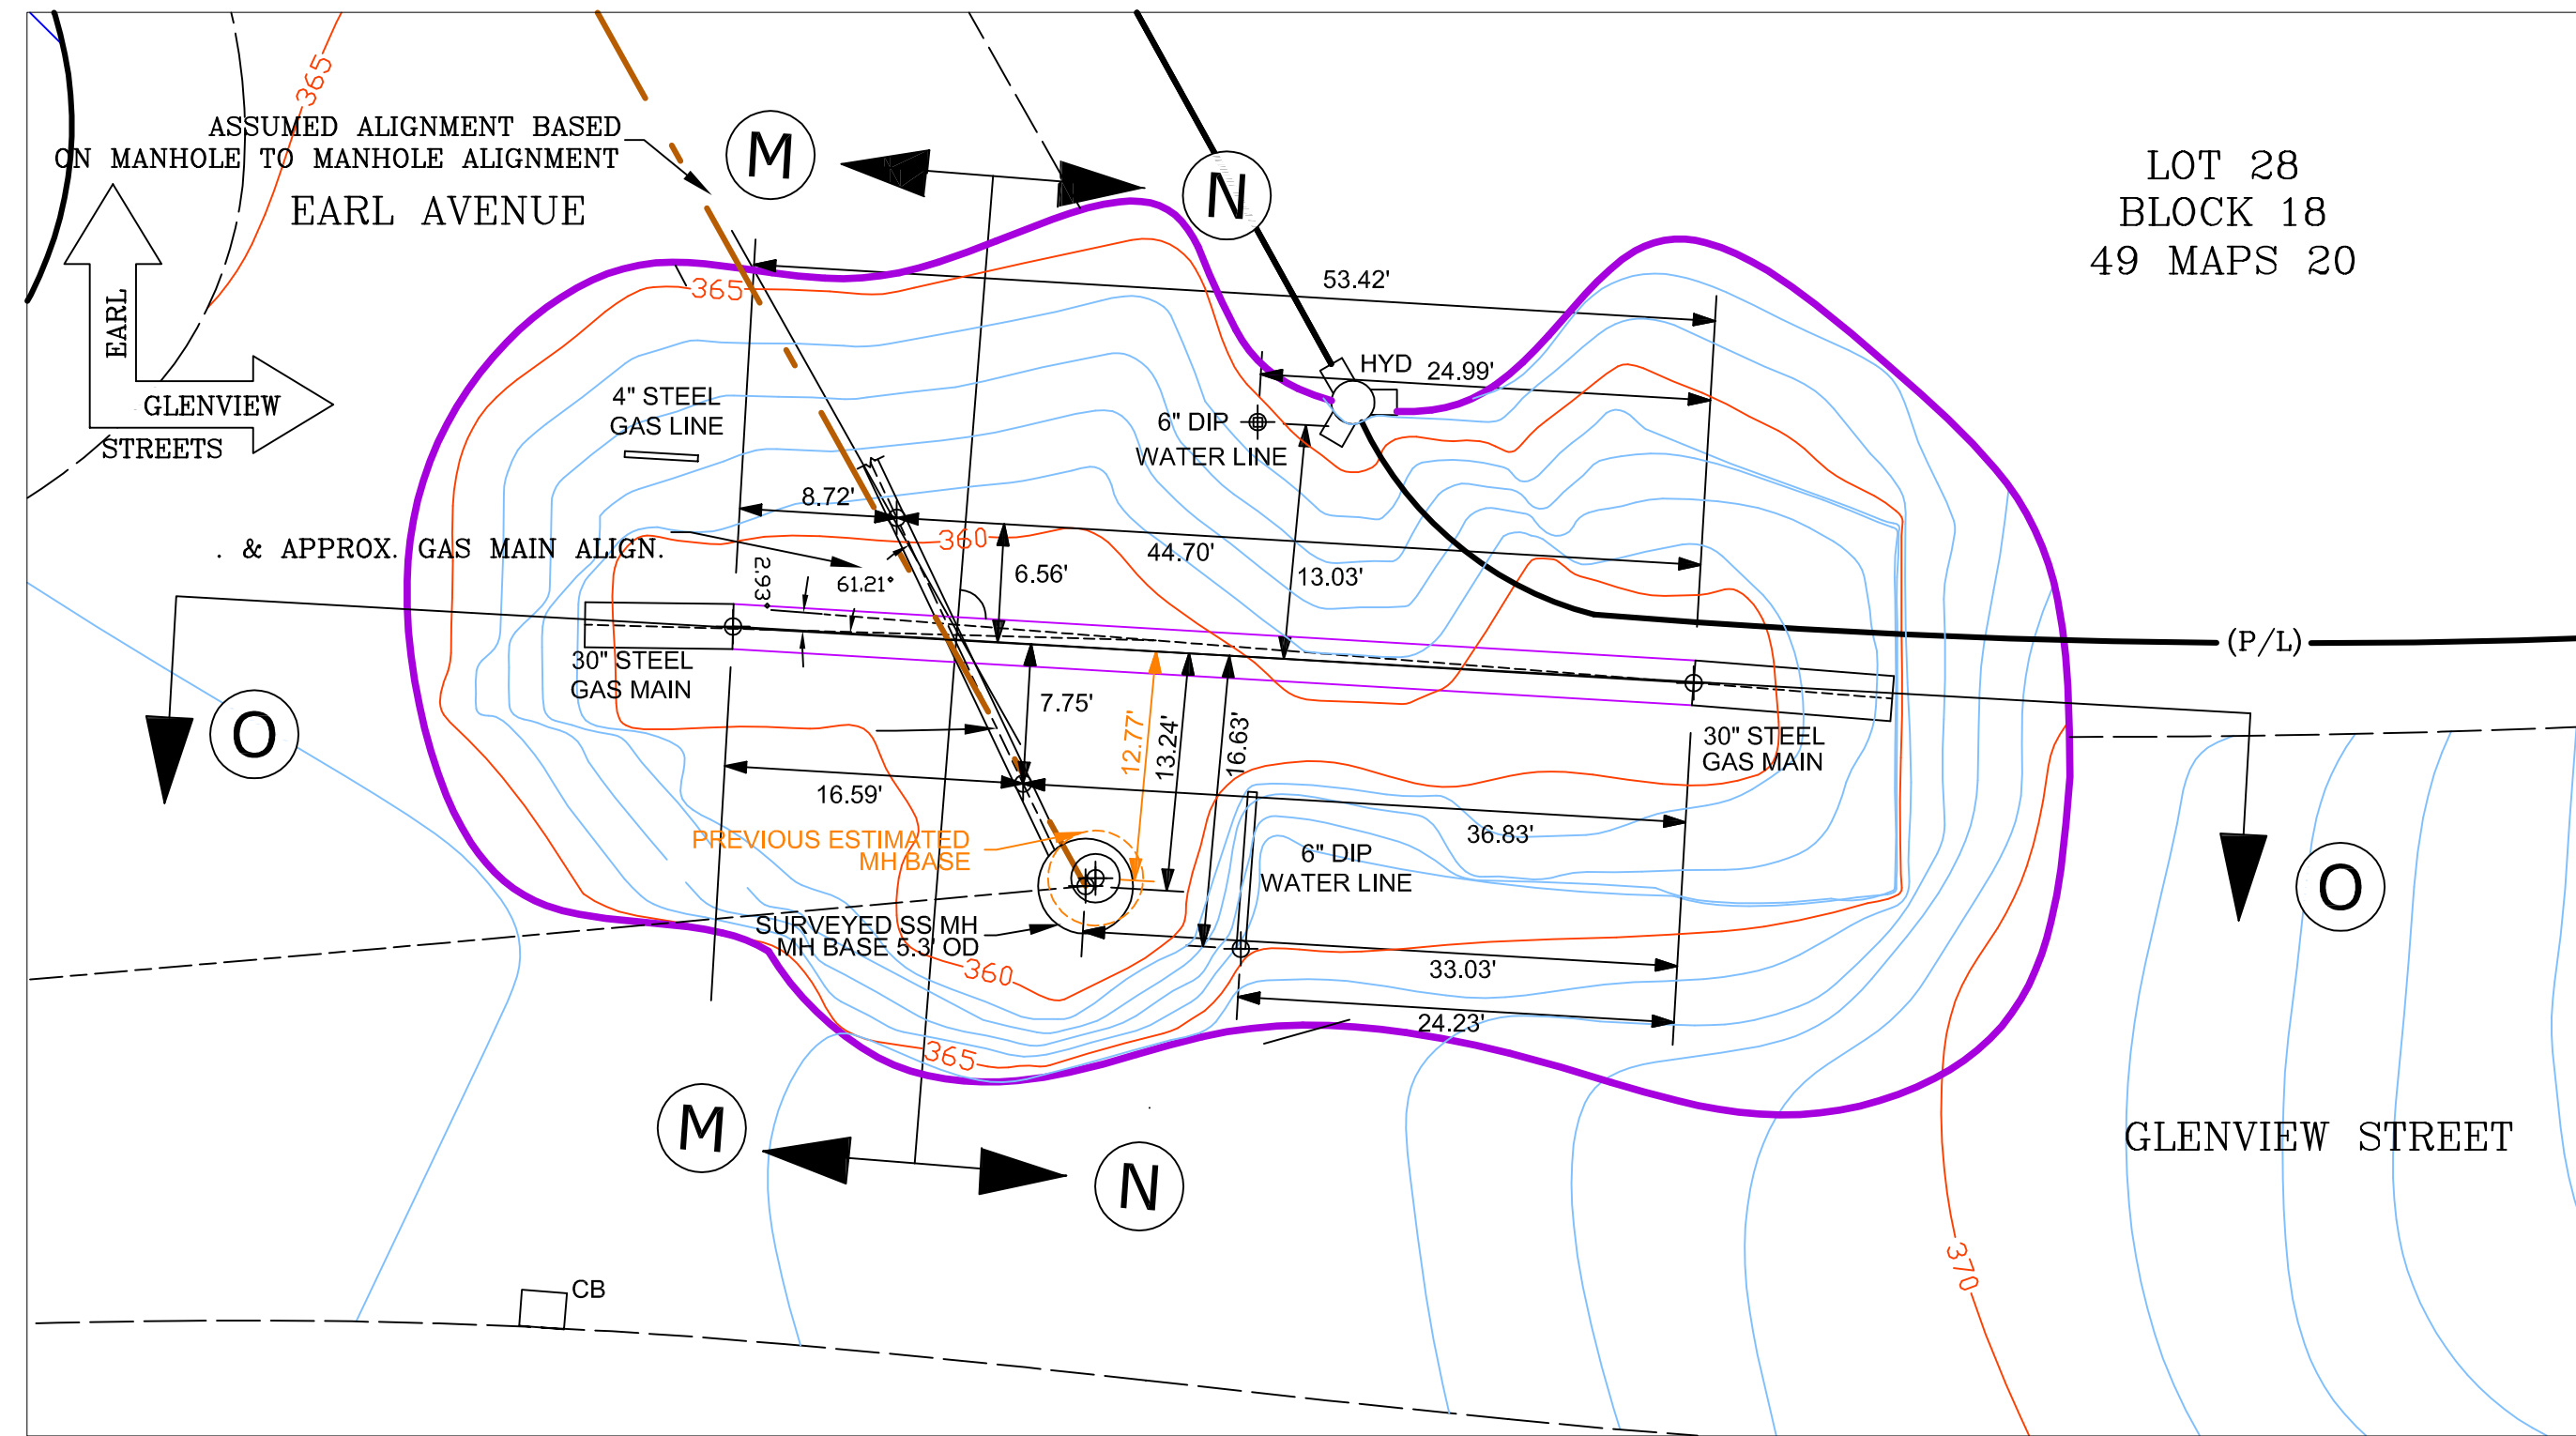 365
ASSUMED ALIGNMENT BASED
ON MANHOLE TO MANHOLE ALIGNMENT
EARL AVENUE
M
N
LOT 28
BLOCK 18
49 MAPS 20
EARL
GLENVIEW
STREETS
365
53.42'
HYD
24.99'
4" STEEL
GAS LINE
6" DIP
WATER LINE
8.72'
. & APPROX. GAS MAIN ALIGN.
360
44.70'
6.56'
13.03'
2.93°
61.21°
(P/L)
30" STEEL
GAS MAIN
7.75'
12.77'
13.24'
16.63'
O
30" STEEL
GAS MAIN
16.59'
36.83'
PREVIOUS ESTIMATED
MH BASE
6" DIP
WATER LINE
O
SURVEYED SS MH
MH BASE 5.3' OD
360
33.03'
24.23'
365
M
N
GLENVIEW STREET
370
CB